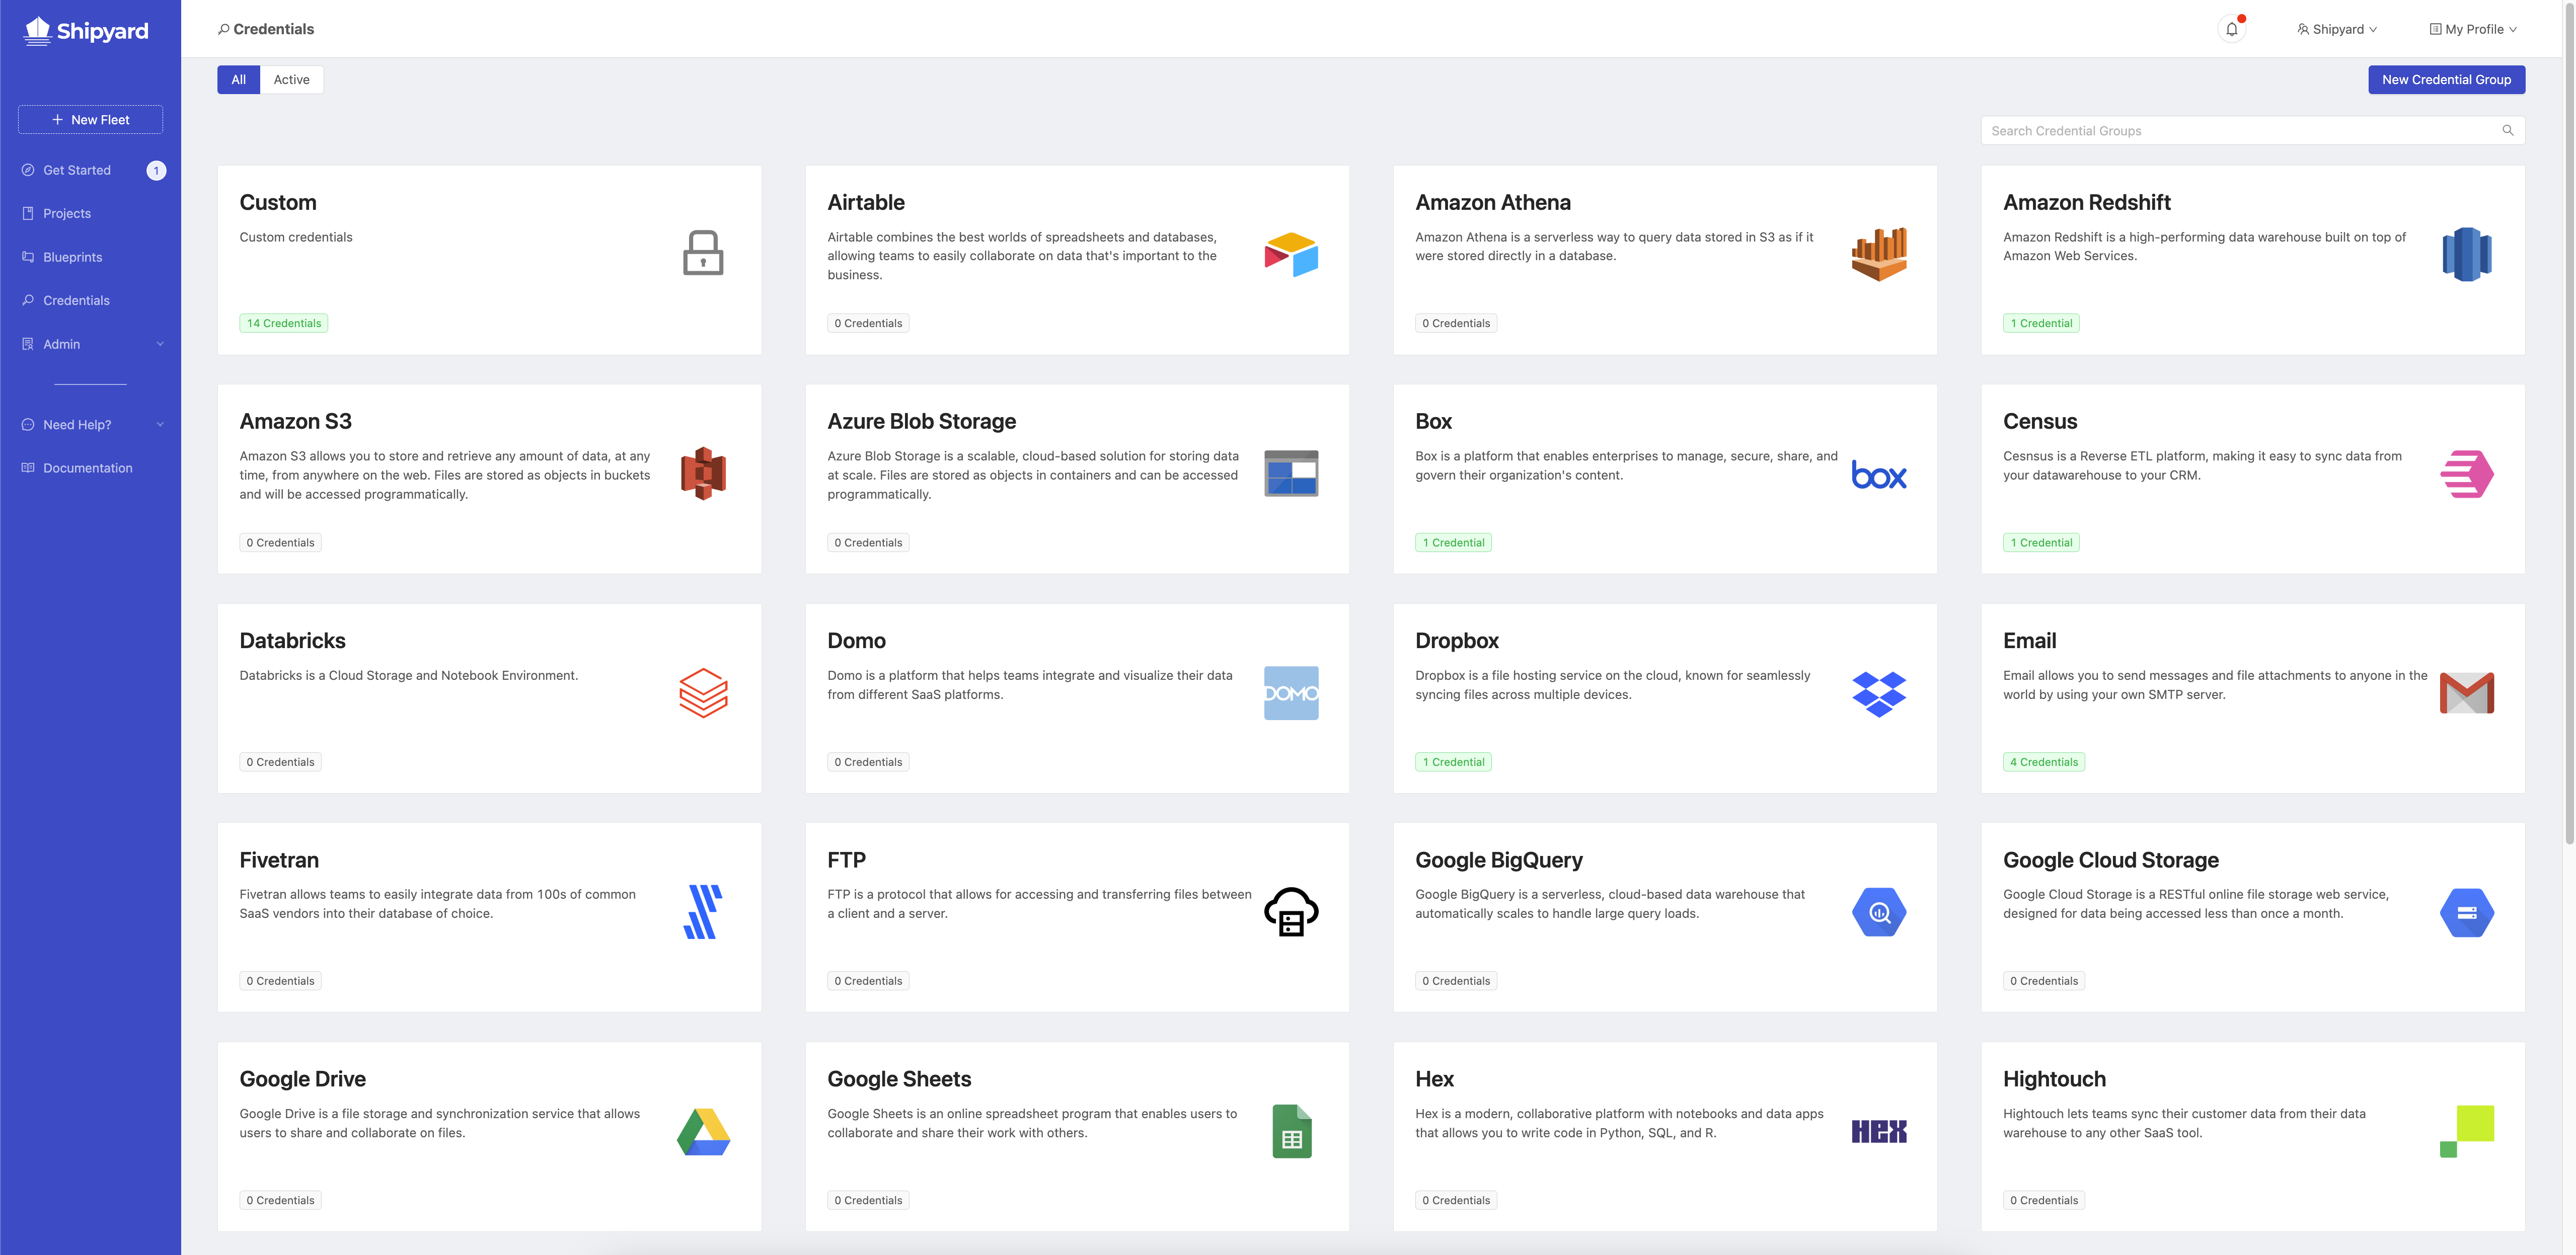 Shipyard
Credentials
Shipyard
My Profile
All
Active
New Credential Group
+ New Fleet
Get Started
1
Projects
Blueprints
Credentials
Admin
Need Help?
Documentation
Search Credential Groups
Custom
Custom credentials
14 Credentials
Airtable
Airtable combines the best worlds of spreadsheets and databases,
allowing teams to easily collaborate on data that's important to the
business.
0 Credentials
Amazon Athena
Amazon Athena is a serverless way to query data stored in S3 as if it
were stored directly in a database.
0 Credentials
Amazon Redshift
Amazon Redshift is a high-performing data warehouse built on top of
Amazon Web Services.
1 Credential
Amazon S3
Amazon S3 allows you to store and retrieve any amount of data, at any
time, from anywhere on the web. Files are stored as objects in buckets
and will be accessed programmatically.
0 Credentials
Azure Blob Storage
Azure Blob Storage is a scalable, cloud-based solution for storing data
at scale. Files are stored as objects in containers and can be accessed
programmatically.
0 Credentials
Box
Box is a platform that enables enterprises to manage, secure, share, and
govern their organization's content.
box
1 Credential
Census
Cesnsus is a Reverse ETL platform, making it easy to sync data from
your datawarehouse to your CRM.
1 Credential
Databricks
Databricks is a Cloud Storage and Notebook Environment.
0 Credentials
Domo
Domo is a platform that helps teams integrate and visualize their data
from different SaaS platforms.
DOMO
0 Credentials
Dropbox
Dropbox is a file hosting service on the cloud, known for seamlessly
syncing files across multiple devices.
1 Credential
Email
Email allows you to send messages and file attachments to anyone in the
world by using your own SMTP server.
4 Credentials
Fivetran
Fivetran allows teams to easily integrate data from 100s of common
SaaS vendors into their database of choice.
0 Credentials
FTP
FTP is a protocol that allows for accessing and transferring files between
a client and a server.
0 Credentials
Google BigQuery
Google BigQuery is a serverless, cloud-based data warehouse that
automatically scales to handle large query loads.
0 Credentials
Google Cloud Storage
Google Cloud Storage is a RESTful online file storage web service,
designed for data being accessed less than once a month.
0 Credentials
Google Drive
Google Drive is a file storage and synchronization service that allows
users to share and collaborate on files.
0 Credentials
Google Sheets
Google Sheets is an online spreadsheet program that enables users to
collaborate and share their work with others.
0 Credentials
Hex
Hex is a modern, collaborative platform with notebooks and data apps
that allows you to write code in Python, SQL, and R.
HEX
0 Credentials
Hightouch
Hightouch lets teams sync their customer data from their data
warehouse to any other SaaS tool.
0 Credentials